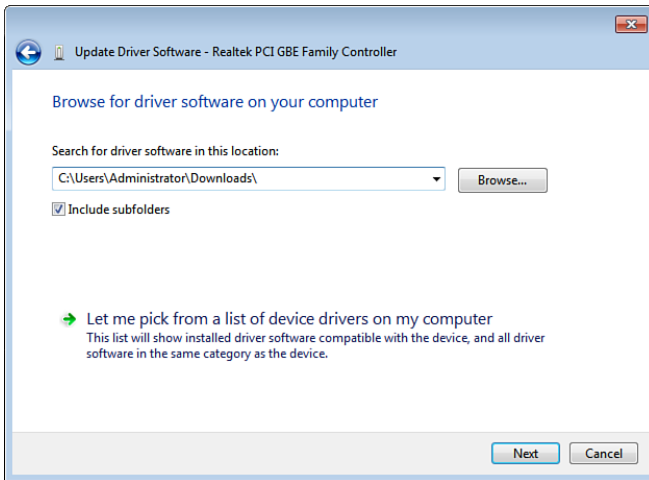 Update Driver Software - Realtek PCI GBE Family Controller
Browse for driver software on your computer
Search for driver software in this location:
C:\Users\Administrator\Downloads\
Browse...
Include subfolders
Let me pick from a list of device drivers on my computer
This list will show installed driver software compatible with the device, and all driver
software in the same category as the device.
Next
Cancel